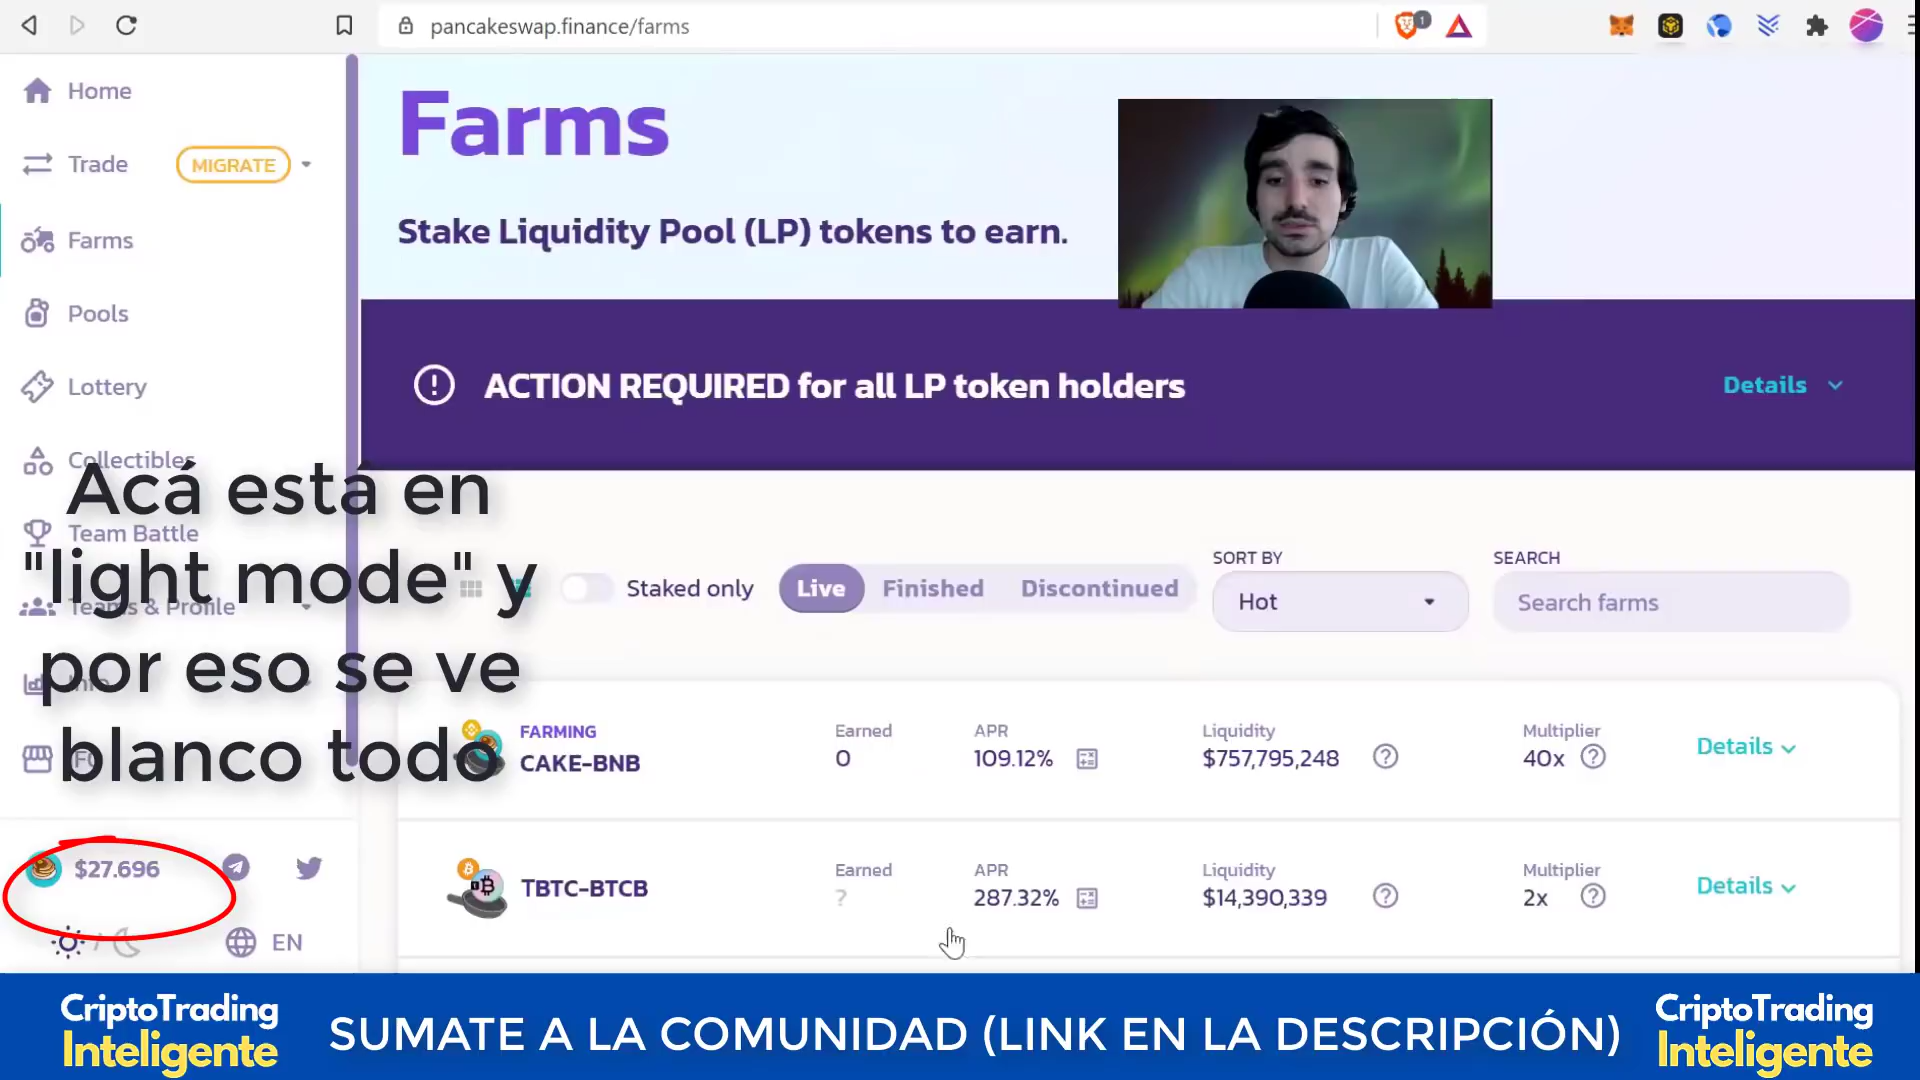 pancakeswap.finance/farms
1
Home
Trade
MIGRATE
Farms
Pools
Lottery
Collectibles
Team Battle
Teams & Profile
Info
Acá está en
"light mode" y
por eso se ve
blanco todo
$27.696
/
EN
Farms
Stake Liquidity Pool (LP) tokens to earn.
ACTION REQUIRED for all LP token holders
Details
Staked only
Live
Finished
Discontinued
SORT BY
Hot
SEARCH
Search farms
FARMING
CAKE-BNB
Earned
0
APR
109.12%
Liquidity
$757,795,248
Multiplier
40x
Details
TBTC-BTCB
Earned
?
APR
287.32%
Liquidity
$14,390,339
Multiplier
2x
Details
CriptoTrading
Inteligente
SUMATE A LA COMUNIDAD (LINK EN LA DESCRIPCIÓN)
CriptoTrading
Inteligente